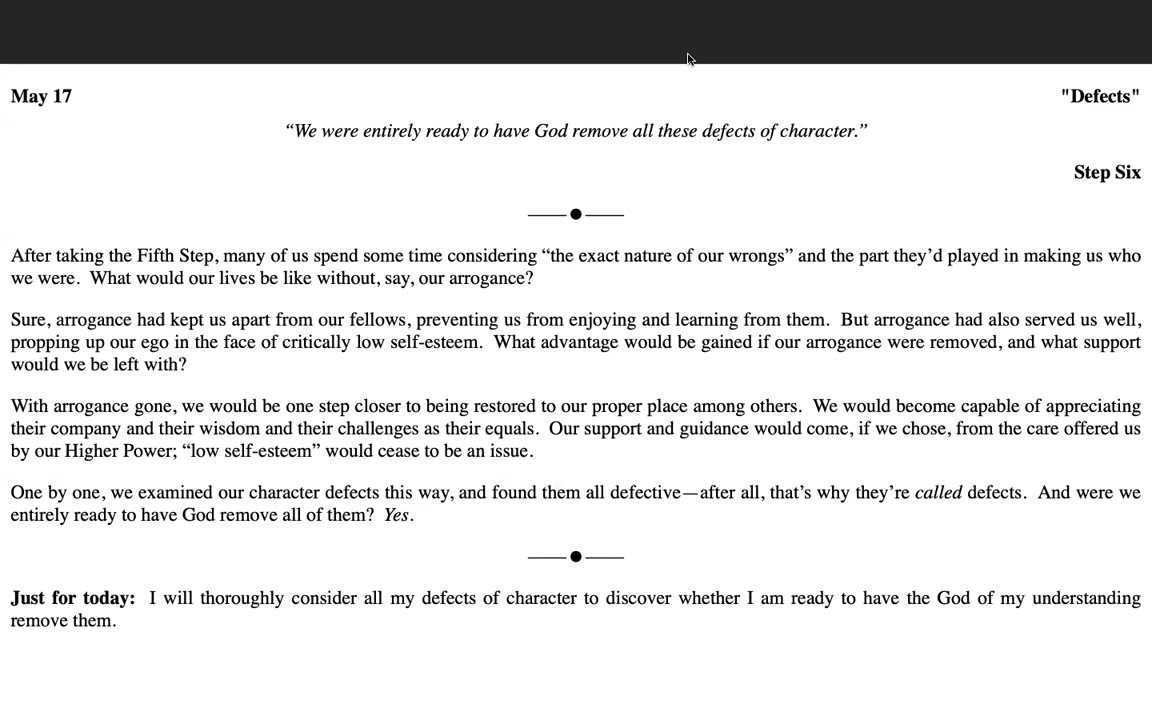 May 17
"Defects"
“We were entirely ready to have God remove all these defects of character.”
Step Six
After taking the Fifth Step, many of us spend some time considering “the exact nature of our wrongs” and the part they’d played in making us who
we were.  What would our lives be like without, say, our arrogance?
Sure, arrogance had kept us apart from our fellows, preventing us from enjoying and learning from them.  But arrogance had also served us well,
propping up our ego in the face of critically low self-esteem.  What advantage would be gained if our arrogance were removed, and what support
would we be left with?
With arrogance gone, we would be one step closer to being restored to our proper place among others.  We would become capable of appreciating
their company and their wisdom and their challenges as their equals.  Our support and guidance would come, if we chose, from the care offered us
by our Higher Power; “low self-esteem” would cease to be an issue.
One by one, we examined our character defects this way, and found them all defective—after all, that’s why they’re called defects.  And were we
entirely ready to have God remove all of them?  Yes.
Just for today:  I will thoroughly consider all my defects of character to discover whether I am ready to have the God of my understanding
remove them.